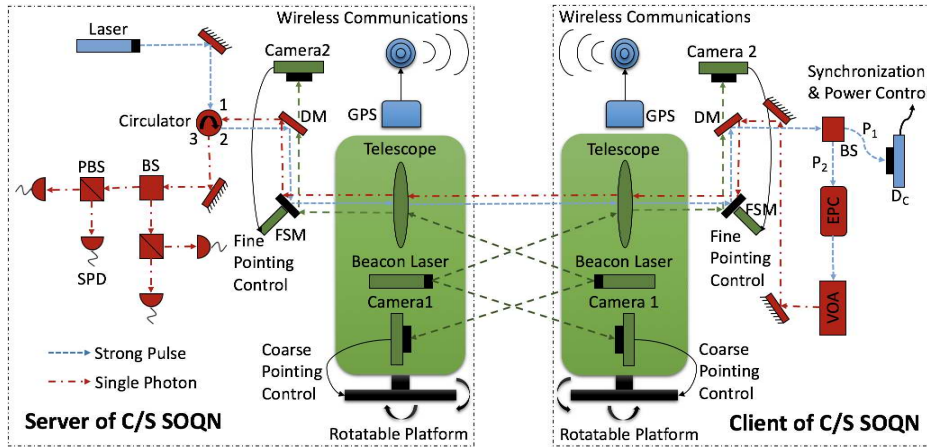 Wireless Communications
Laser
Camera2
GPS
DM
Circulator
1
2
3
Telescope
PBS
BS
SPD
FSM
Fine
Pointing
Control
Beacon Laser
Camera1
Coarse
Pointing
Control
Strong Pulse
Single Photon
Server of C/S SOQN
Rotatable Platform
Wireless Communications
Camera 2
GPS
DM
Synchronization
& Power Control
Telescope
P1
BS
P2
DC
EPC
FSM
Fine
Pointing
Control
Beacon Laser
Camera 1
VOA
Coarse
Pointing
Control
Client of C/S SOQN
Rotatable Platform